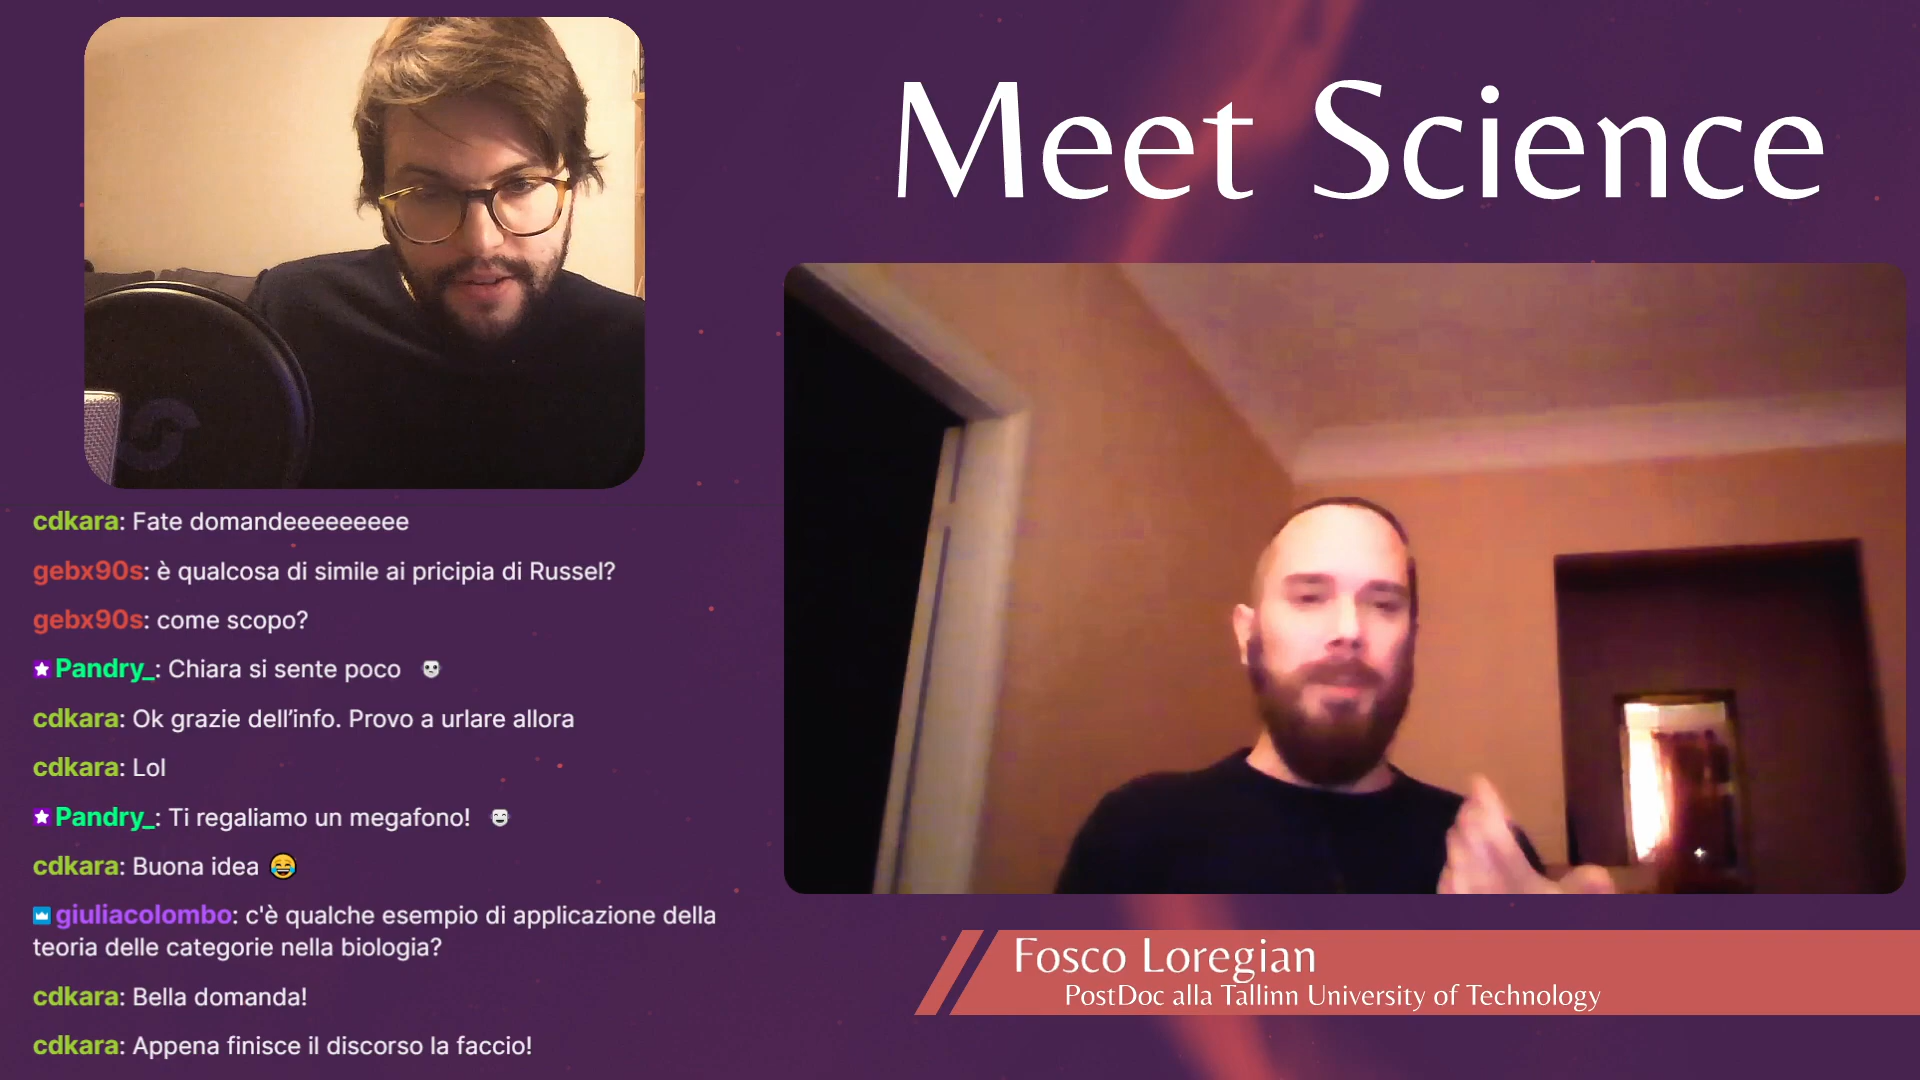 Meet Science
cdkara: Fate domandeeeeeeeee
gebx90s: è qualcosa di simile ai pricipia di Russel?
gebx90s: come scopo?
Pandry_: Chiara si sente poco
cdkara: Ok grazie dell’info. Provo a urlare allora
cdkara: Lol
Pandry_: Ti regaliamo un megafono!
cdkara: Buona idea 😂
giuliacolombo: c'è qualche esempio di applicazione della
teoria delle categorie nella biologia?
cdkara: Bella domanda!
cdkara: Appena finisce il discorso la faccio!
Fosco Loregian
PostDoc alla Tallinn University of Technology